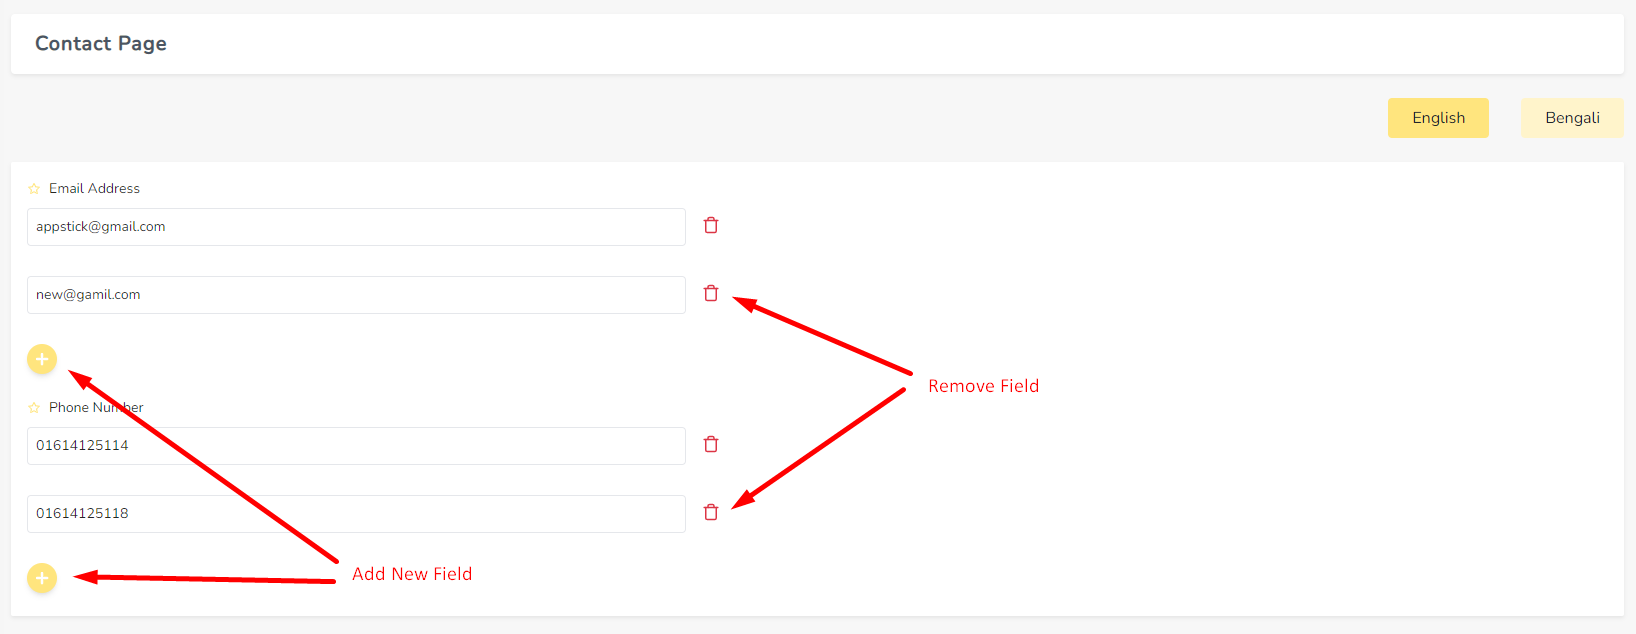 Contact Page
English
Bengali
Email Address
appstick@gmail.com
new@gamil.com
Remove Field
Phone Number
01614125114
01614125118
Add New Field